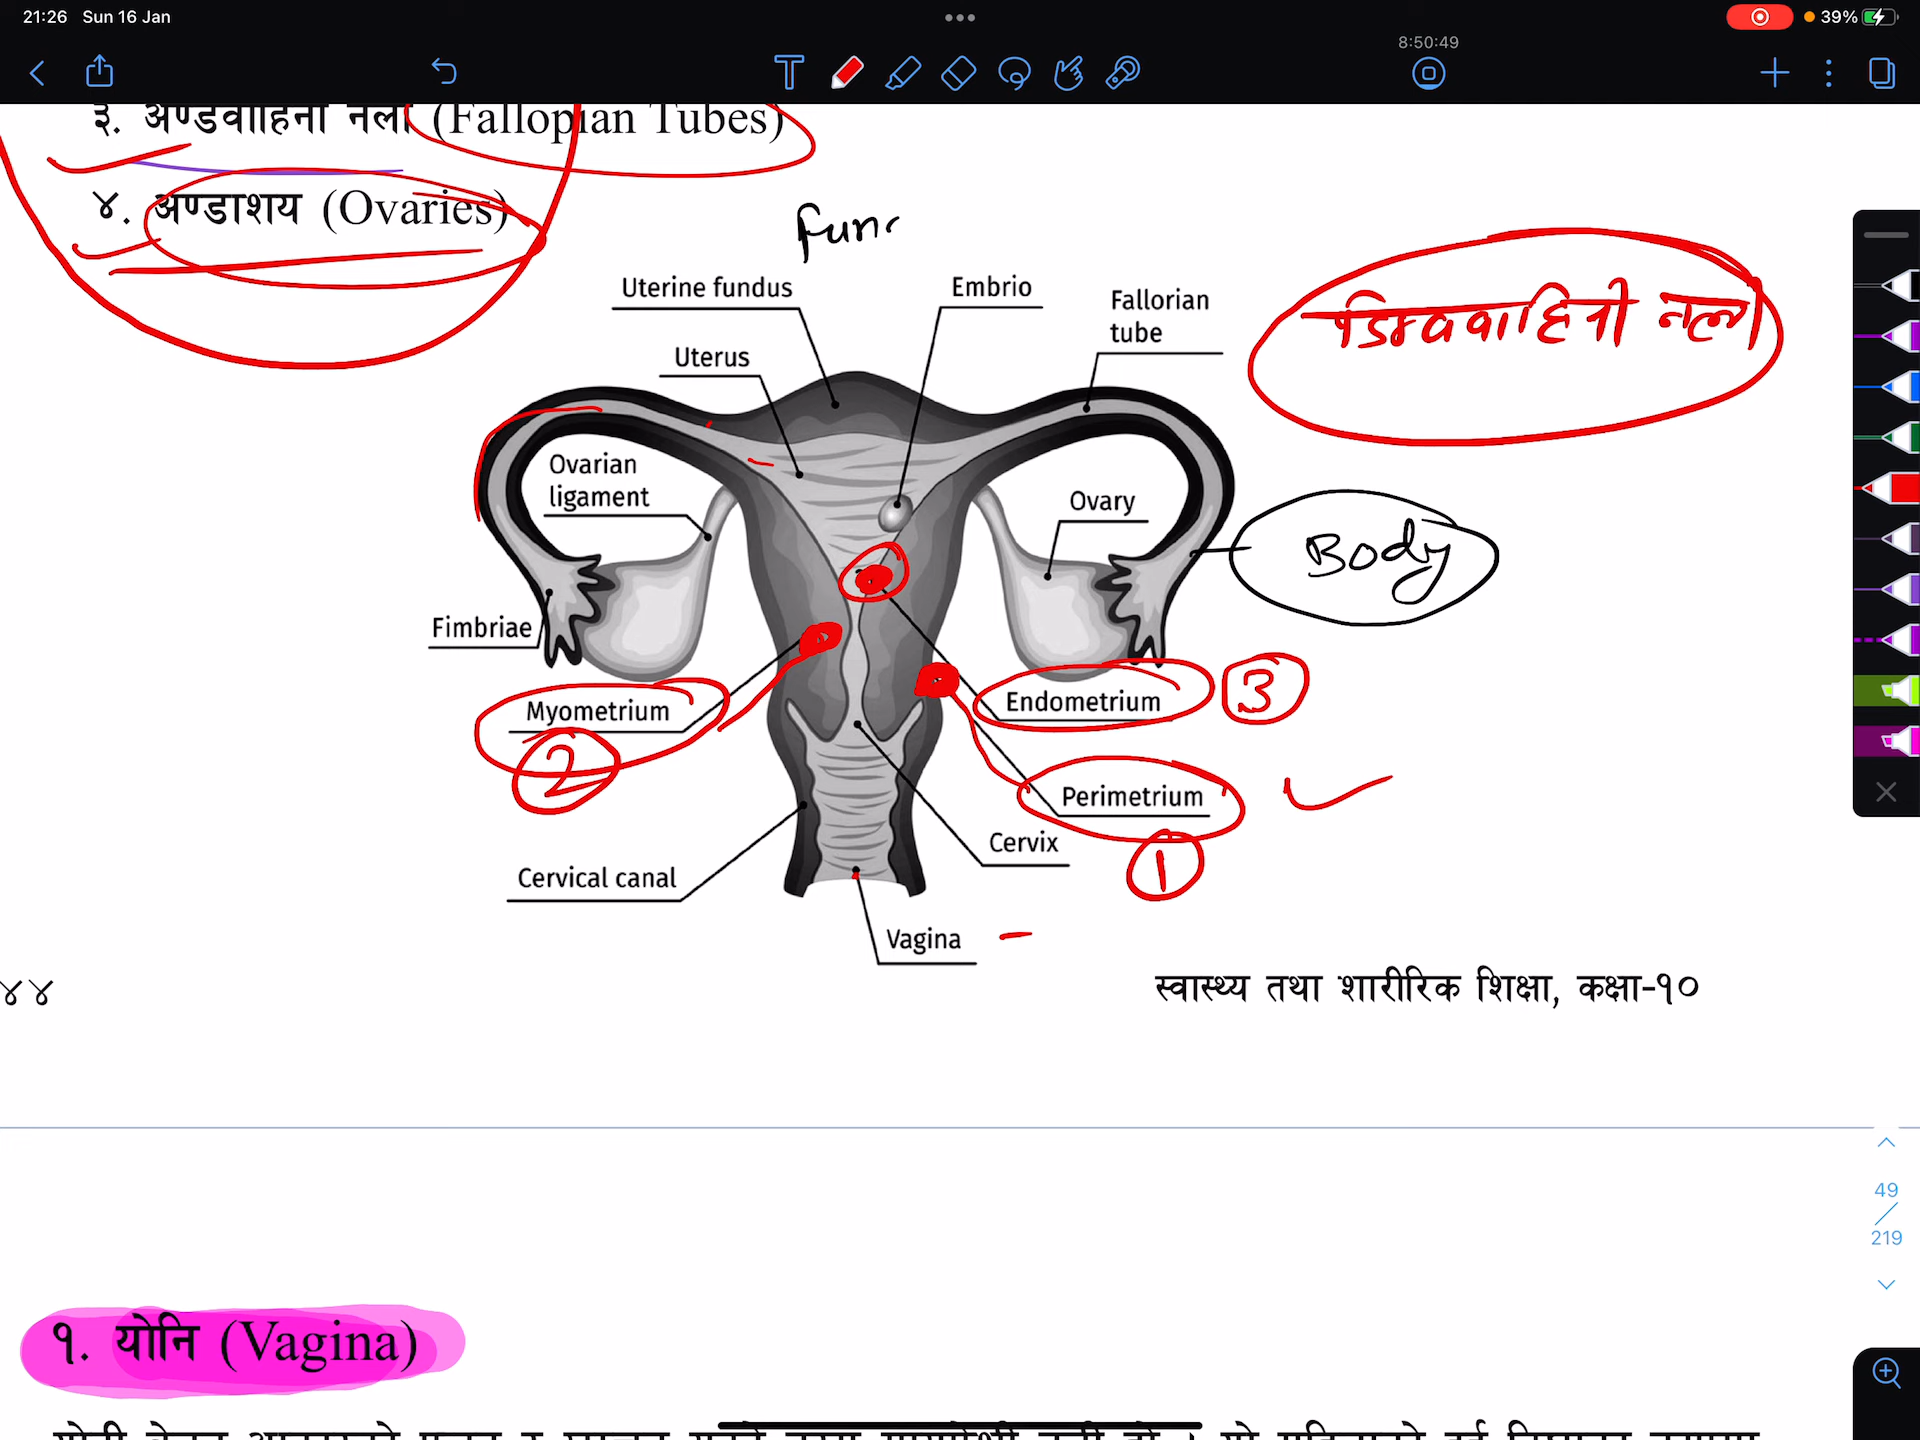 21:26 Sun 16 Jan
39%
8:50:49
३. अण्डवाहिनी नली (Fallopian Tubes)
४. अण्डाशय (Ovaries)
func
Uterine fundus
Embrio
Fallorian
tube
Uterus
डिम्बवाहिनी नली
Ovarian
ligament
Ovary
Body
Fimbriae
Myometrium
Endometrium
3
2
Perimetrium
Cervix
1
Cervical canal
Vagina
४४
स्वास्थ्य तथा शारीरिक शिक्षा, कक्षा-१०
49
/
219
१. योनि (Vagina)